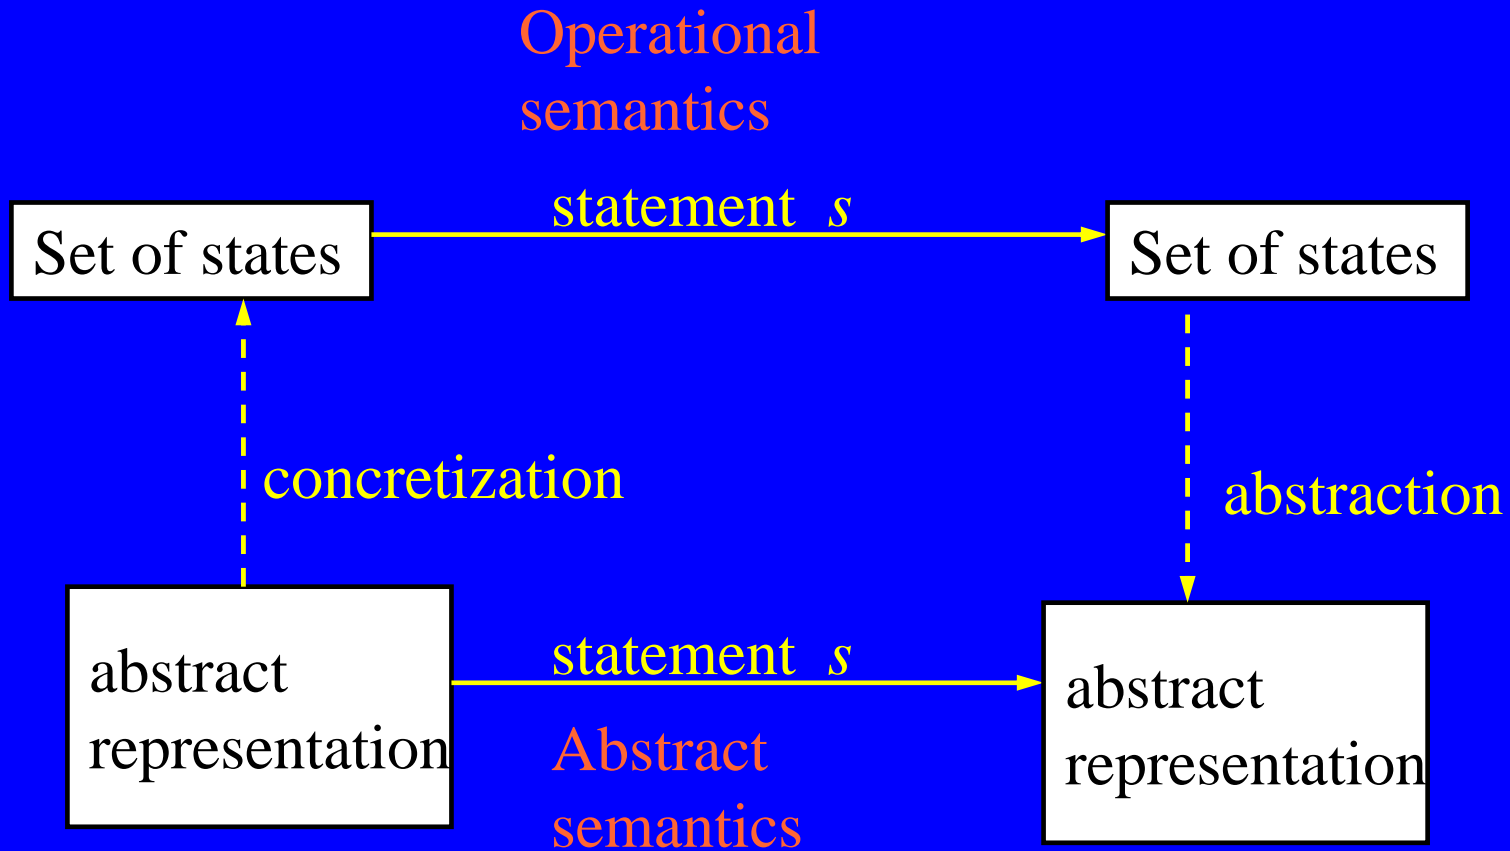 Operational
semantics
statement s
Set of states
Set of states
concretization
abstraction
abstract
representation
statement s
abstract
representation
Abstract
semantics